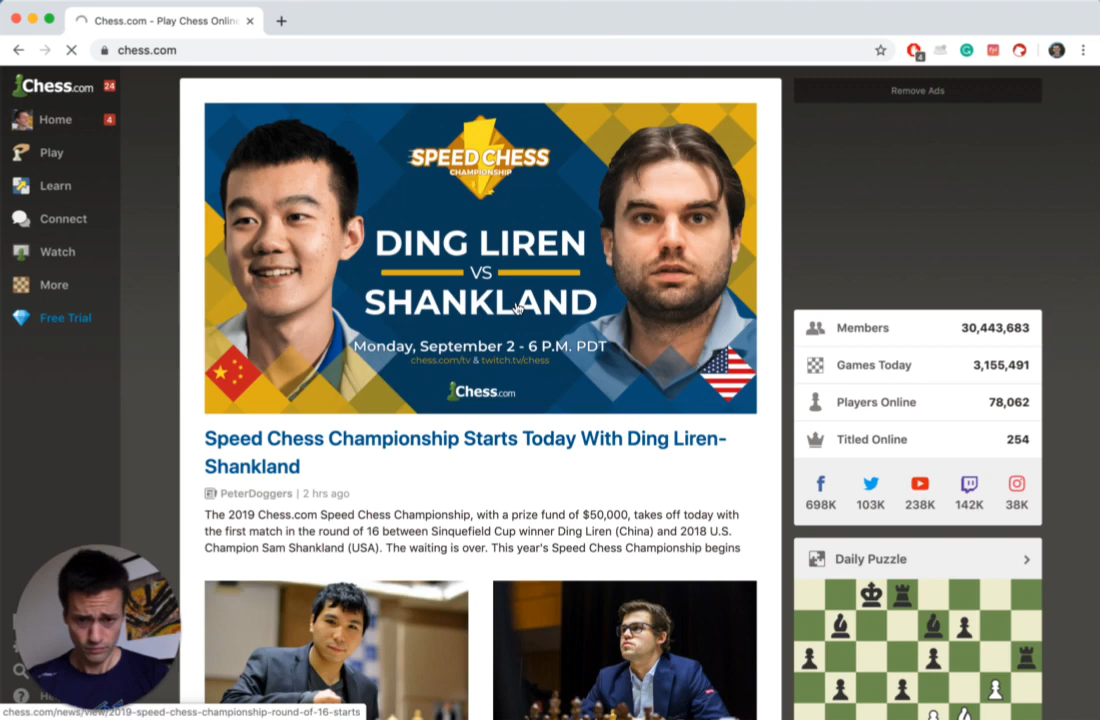 Chess.com - Play Chess Onlin
chess.com
4
Chess.com 24
Home 4
Play
Learn
Connect
Watch
More
Free Trial
SPEED CHESS
CHAMPIONSHIP
DING LIREN
VS
SHANKLAND
Monday, September 2 - 6 P.M. PDT
chess.com/tv & twitch.tv/chess
Chess.com
Speed Chess Championship Starts Today With Ding Liren-
Shankland
PeterDoggers | 2 hrs ago
The 2019 Chess.com Speed Chess Championship, with a prize fund of $50,000, takes off today with
the first match in the round of 16 between Sinquefield Cup winner Ding Liren (China) and 2018 U.S.
Champion Sam Shankland (USA). The waiting is over. This year's Speed Chess Championship begins
Remove Ads
Members 30,443,683
Games Today 3,155,491
Players Online 78,062
Titled Online 254
698K 103K 238K 142K 38K
Daily Puzzle
chess.com/news/view/2019-speed-chess-championship-round-of-16-starts